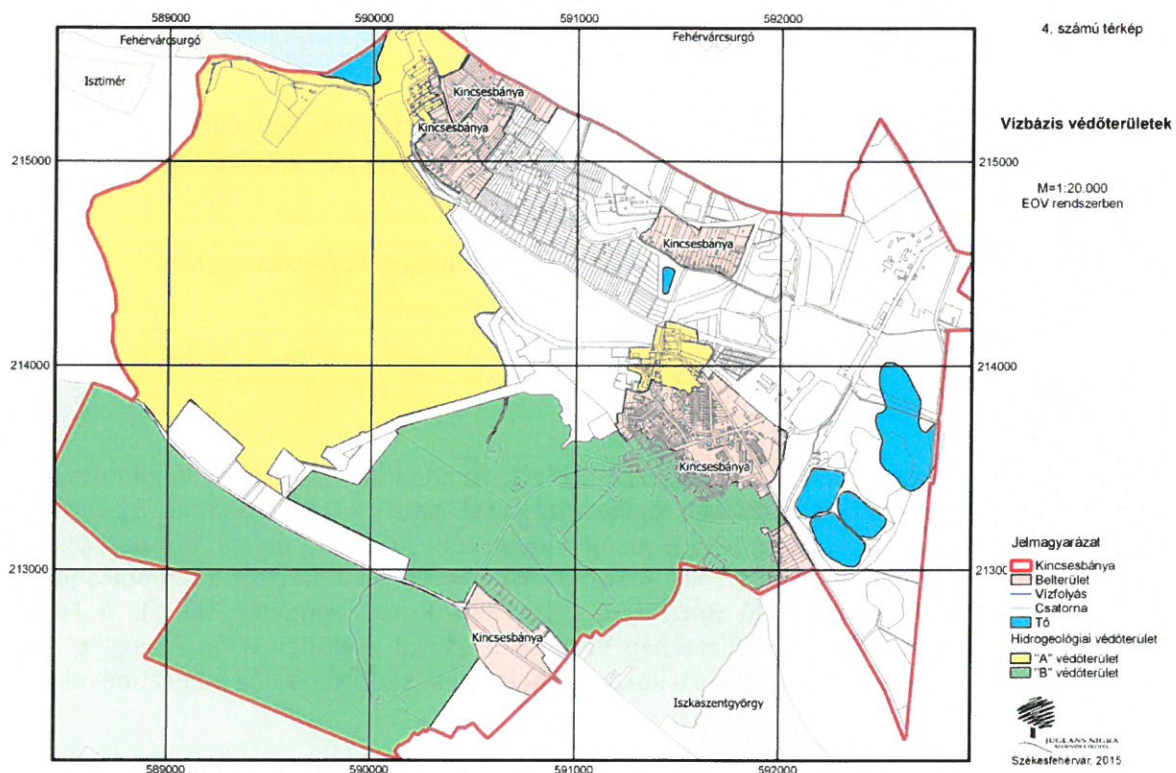 589000 590000 591000 592000
Fehérvárcsurgó Fehérvárcsurgó
4. számú térkép
Isztimér
Kincsesbánya
Kincsesbánya
Vízbázis védőterületek
215000 215000
M=1:20.000
EOV rendszerben
Kincsesbánya
214000 214000
Kincsesbánya
Jelmagyarázat
213000 213000
Kincsesbánya
Belterület
Vízfolyás
Csatorna
Tó
Hidrogeológiai védőterület
"A" védőterület
"B" védőterület
Kincsesbánya
Iszkaszentgyörgy
JUGLANS NIGRA
Székesfehérvár, 2015
589000 590000 591000 592000